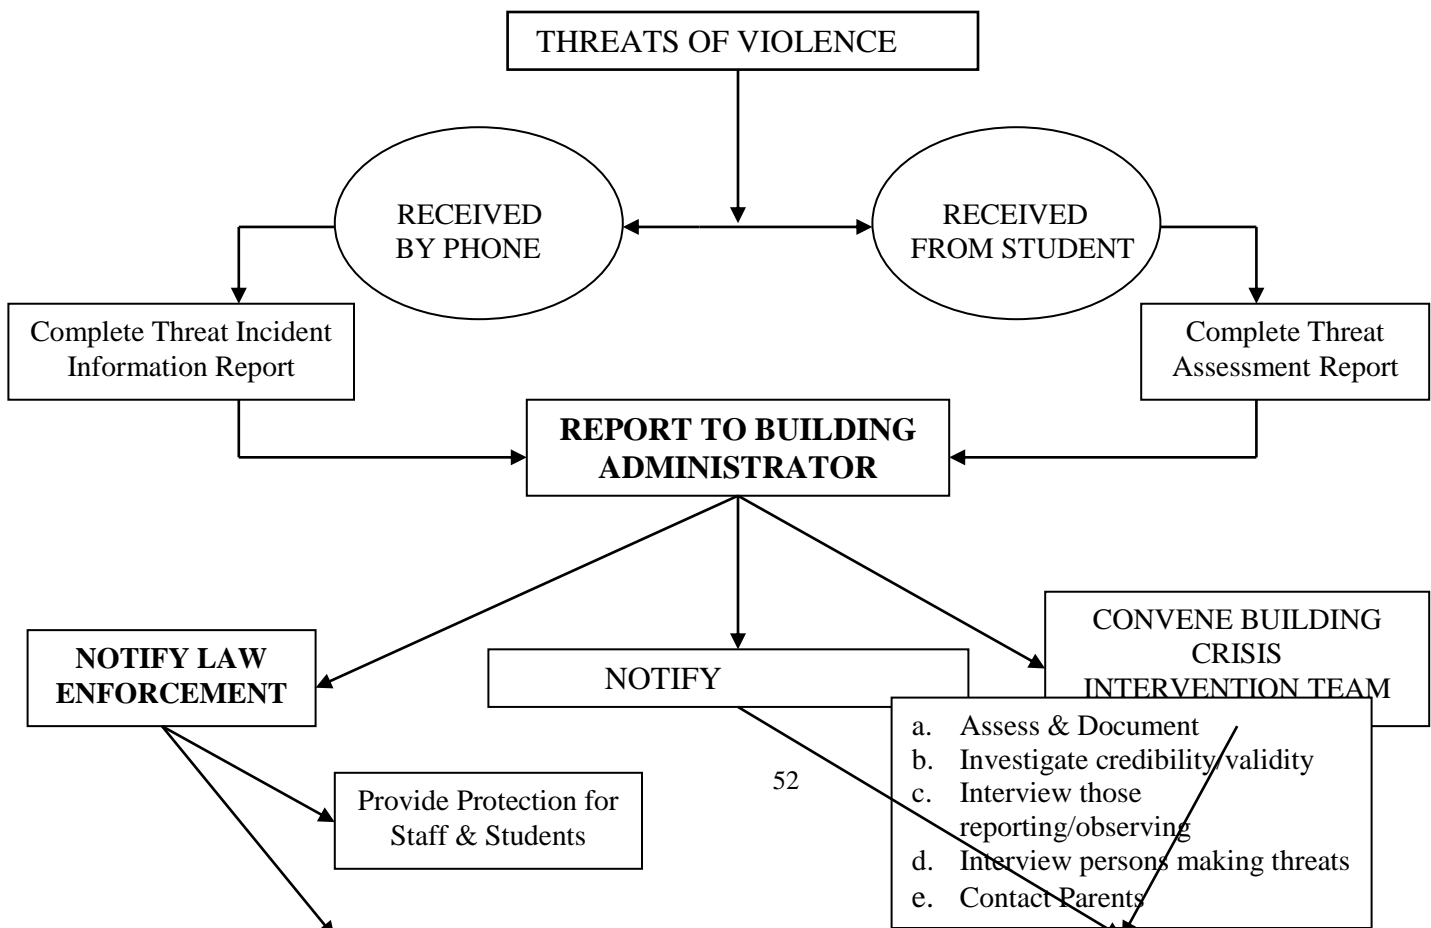 THREATS OF VIOLENCE
RECEIVED
BY PHONE
RECEIVED
FROM STUDENT
Complete Threat Incident
Information Report
Complete Threat
Assessment Report
REPORT TO BUILDING
ADMINISTRATOR
NOTIFY LAW
ENFORCEMENT
NOTIFY
CONVENE BUILDING
CRISIS
INTERVENTION TEAM
a. Assess & Document
b. Investigate credibility/validity
c. Interview those
reporting/observing
d. Interview persons making threats
e. Contact Parents
Provide Protection for
Staff & Students
52